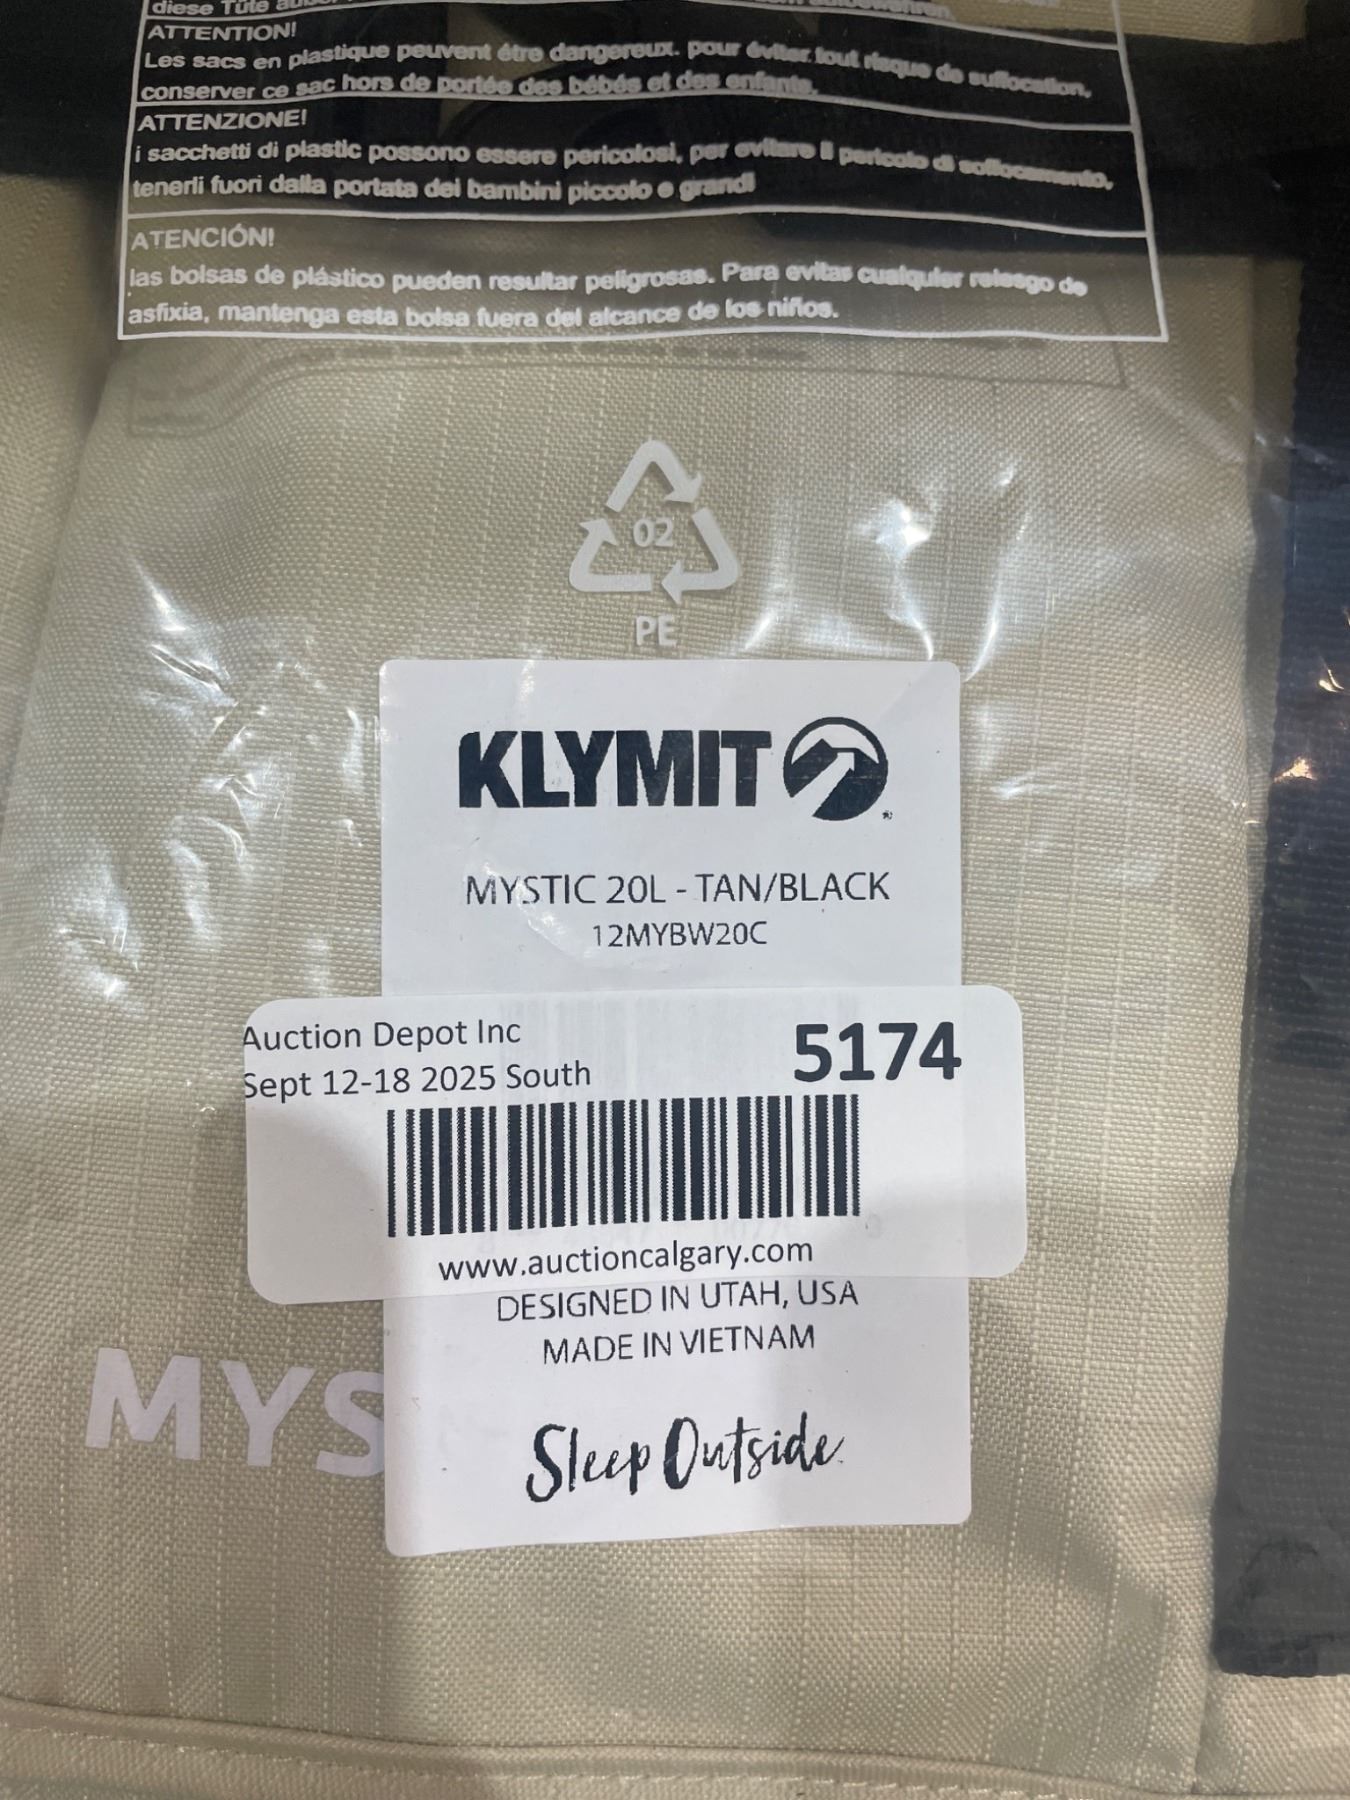 diese Tüte
ATTENTION!
Les sacs en plastique peuvent étre dangereux. pour éviter tout risque de suffocation,
conserver ce sac hors de portée des bébés et des enfants.
ATTENZIONE!
i sacchetti di plastic possono essere pericolosi, per evitare il pericolo di soffocamento,
tenerli fuori dalla portata dei bambini piccolo e grandi
ATENCIÓN!
las bolsas de plástico pueden resultar peligrosas. Para evitar cualquier reiesgo de
asfixia, mantenga esta bolsa fuera del alcance de los niños.
02
PE
KLYMIT
MYSTIC 20L - TAN/BLACK
12MYBW20C
Auction Depot Inc
5174
Sept 12-18 2025 South
www.auctioncalgary.com
DESIGNED IN UTAH, USA
MADE IN VIETNAM
MYS
Sleep Outside.